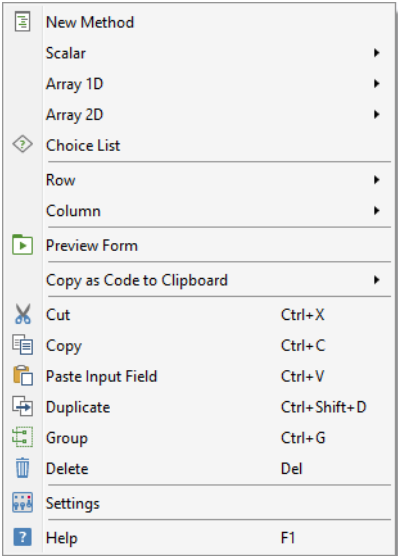 New Method
Scalar
Array 1D
Array 2D
Choice List
Row
Column
Preview Form
Copy as Code to Clipboard
Cut Ctrl+X
Copy Ctrl+C
Paste Input Field Ctrl+V
Duplicate Ctrl+Shift+D
Group Ctrl+G
Delete Del
Settings
Help F1